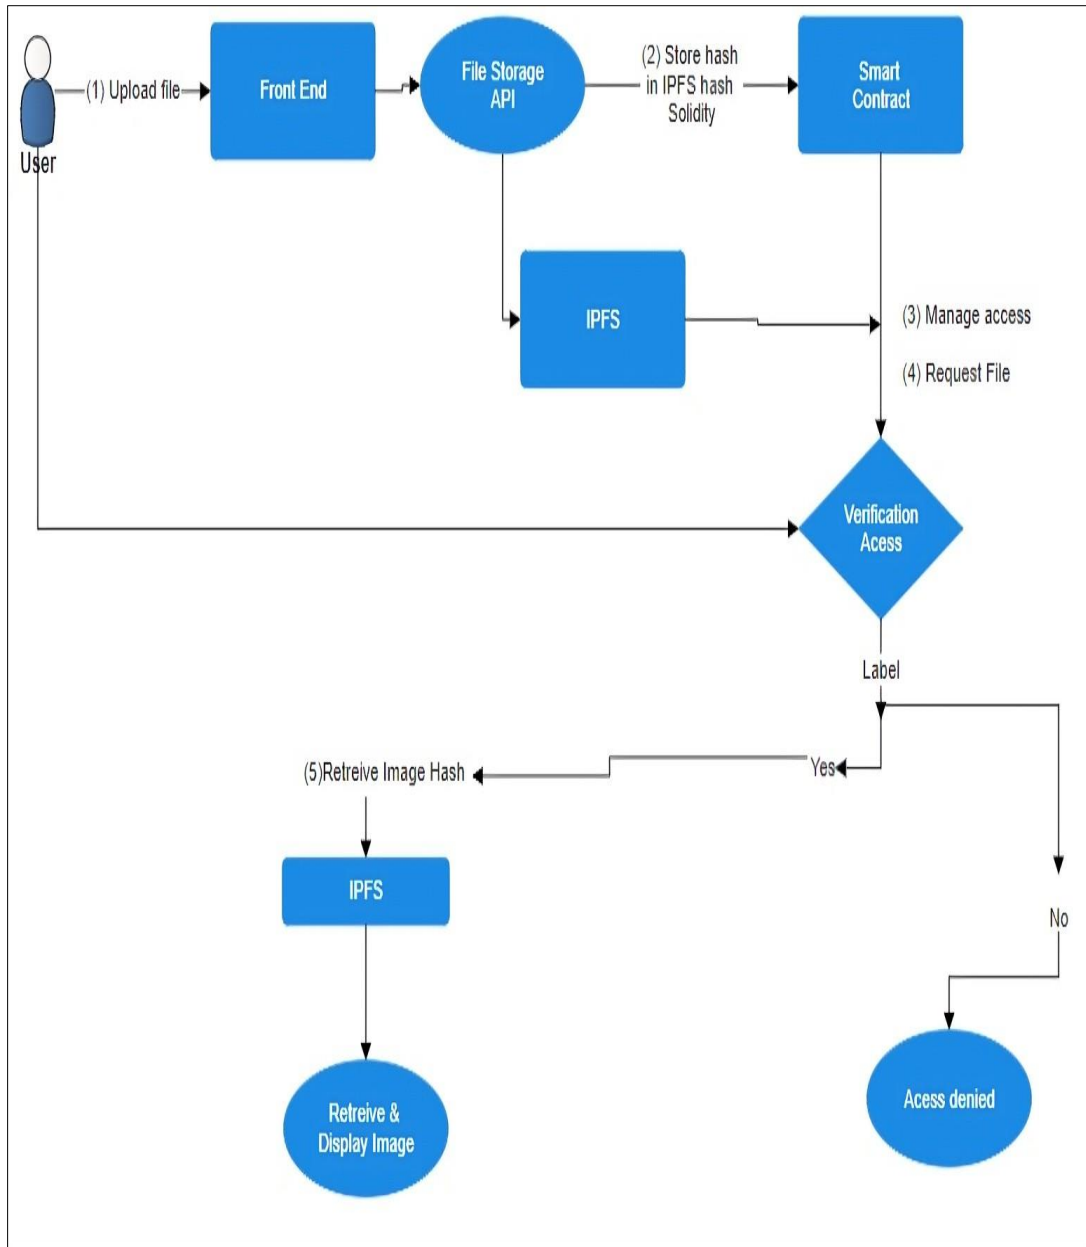 (1) Upload file
Front End
File Storage
API
(2) Store hash
in IPFS hash
Solidity
Smart
Contract
User
IPFS
(3) Manage access
(4) Request File
Verification
Acess
Label
Yes
(5)Retreive Image Hash
IPFS
No
Retreive &
Display Image
Acess denied